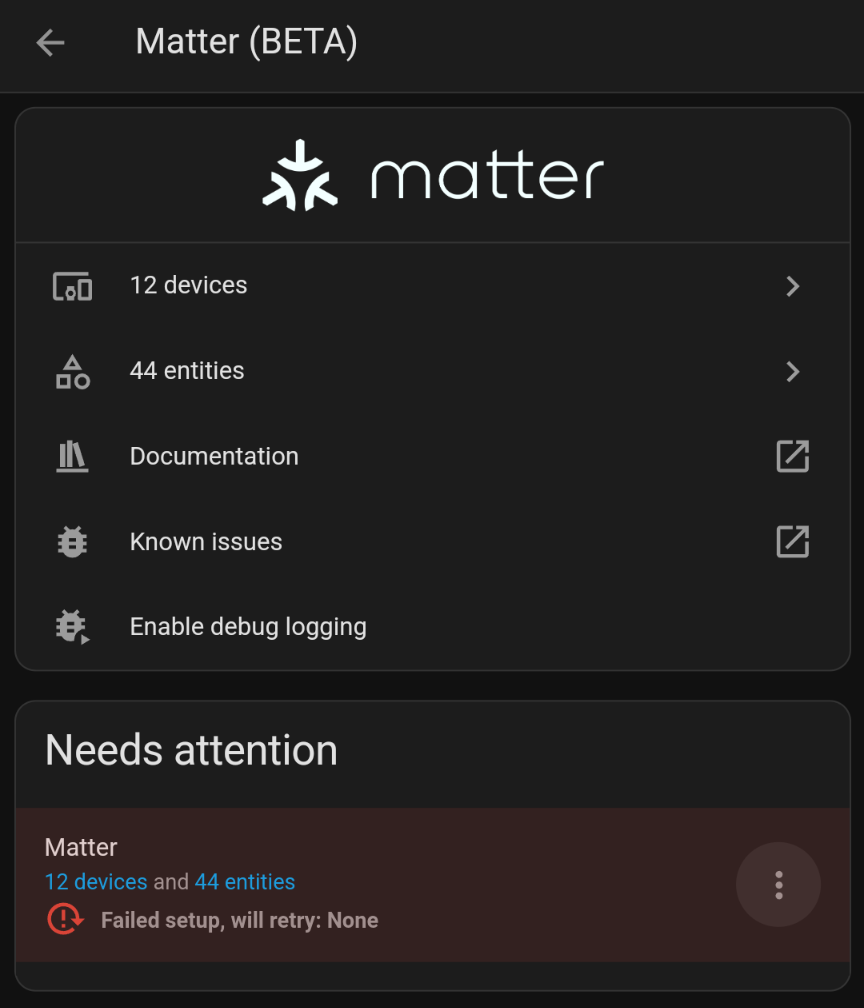 Matter (BETA)
matter
12 devices
44 entities
Documentation
Known issues
Enable debug logging
Needs attention
Matter
12 devices and 44 entities
Failed setup, will retry: None